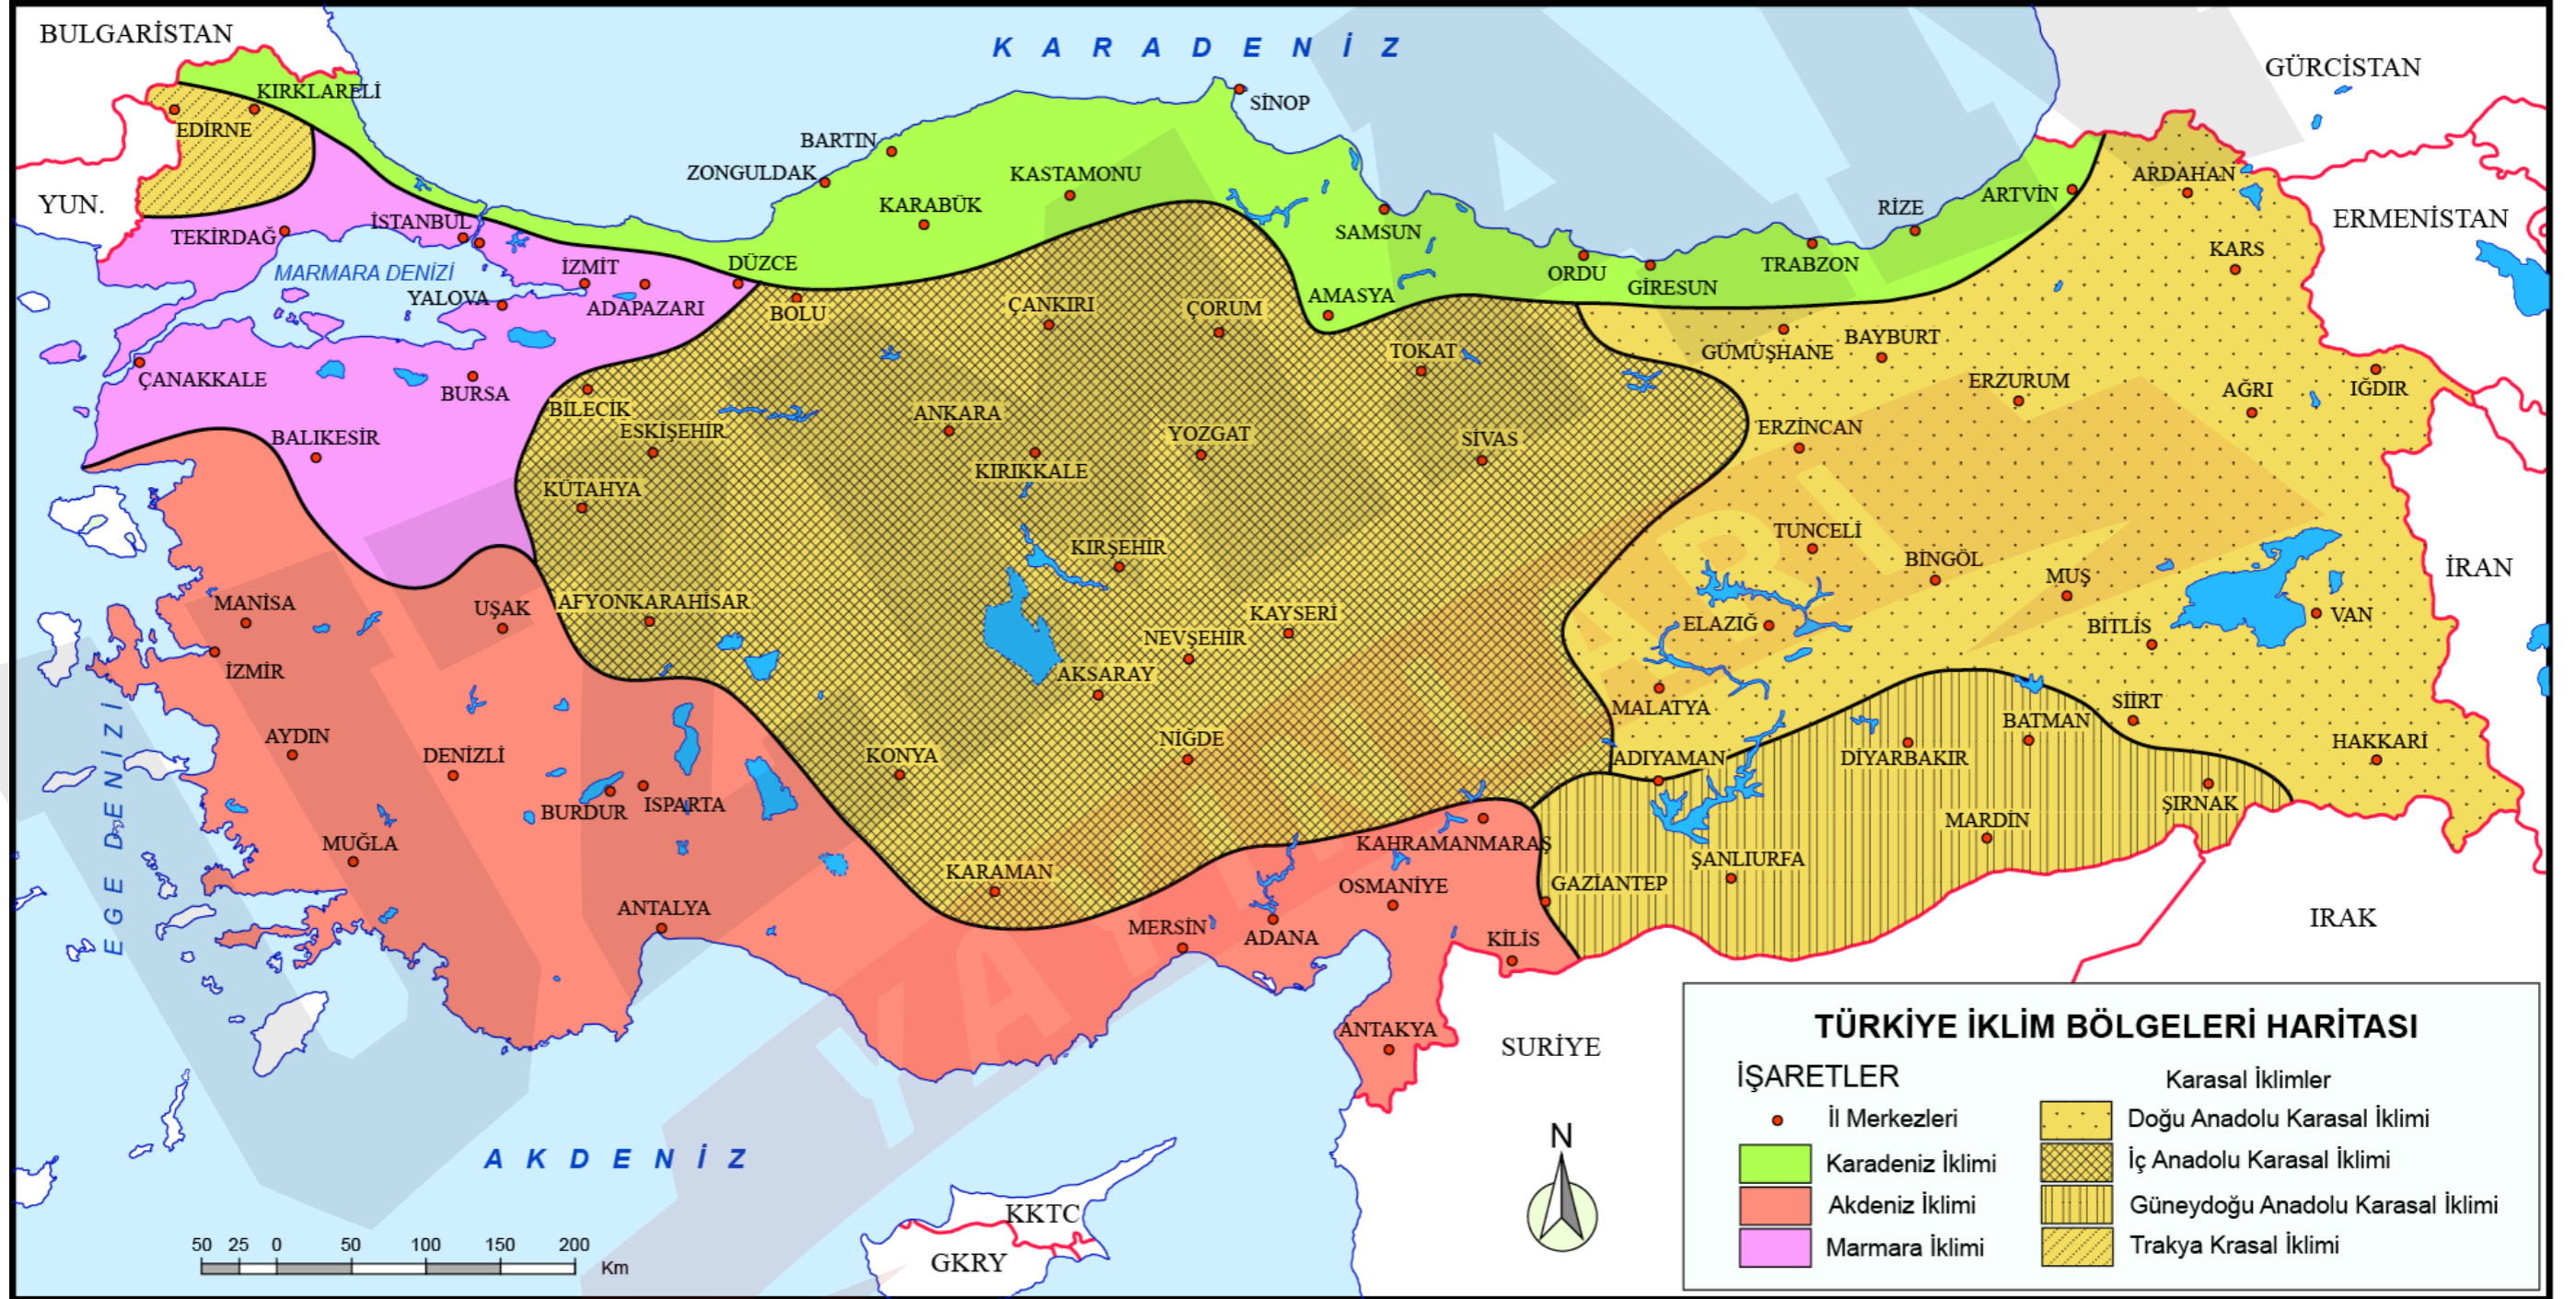 BULGARİSTAN
KARADENİZ
GÜRCİSTAN
KIRKLARELİ
EDİRNE
SİNOP
BARTIN
ZONGULDAK
KASTAMONU
KARABÜK
ARDAHAN
ARTVİN
YUN.
RİZE
ERMENİSTAN
TEKİRDAĞ
İSTANBUL
SAMSUN
KARS
MARMARA DENİZİ
İZMİT
DÜZCE
ORDU
TRABZON
GİRESUN
YALOVA
ADAPAZARI
BOLU
ÇANKIRI
ÇORUM
AMASYA
BAYBURT
GÜMÜŞHANE
TOKAT
ÇANAKKALE
BURSA
ERZURUM
AĞRI
IĞDIR
BİLECİK
ESKİŞEHİR
ANKARA
YOZGAT
SİVAS
ERZİNCAN
BALIKESİR
KIRIKKALE
KÜTAHYA
TUNCELİ
KIRŞEHİR
BİNGÖL
MUŞ
İRAN
MANİSA
UŞAK
AFYONKARAHİSAR
KAYSERİ
ELAZIĞ
BİTLİS
VAN
NEVŞEHİR
İZMİR
AKSARAY
MALATYA
SİİRT
BATMAN
EGE DENİZİ
AYDIN
DENİZLİ
KONYA
NİĞDE
ADIYAMAN
DİYARBAKIR
HAKKARİ
BURDUR
ISPARTA
ŞIRNAK
MARDİN
MUĞLA
KAHRAMANMARAŞ
ŞANLIURFA
KARAMAN
OSMANİYE
GAZİANTEP
ANTALYA
MERSİN
ADANA
KİLİS
IRAK
ANTAKYA
SURİYE
AKDENİZ
KKTC
GKRY
50 25 0 50 100 150 200 Km
N
TÜRKİYE İKLİM BÖLGELERİ HARİTASI
İŞARETLER
İl Merkezleri
Karadeniz İklimi
Akdeniz İklimi
Marmara İklimi
Karasal İklimler
Doğu Anadolu Karasal İklimi
İç Anadolu Karasal İklimi
Güneydoğu Anadolu Karasal İklimi
Trakya Krasal İklimi